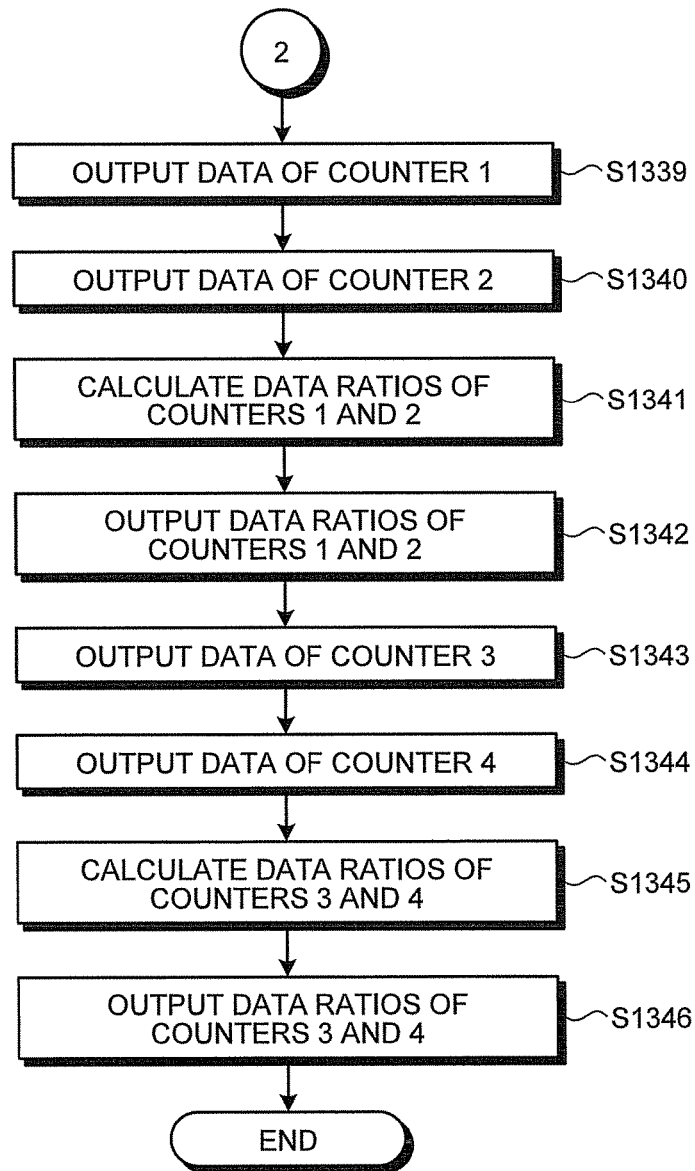 2
OUTPUT DATA OF COUNTER 1
S1339
OUTPUT DATA OF COUNTER 2
S1340
CALCULATE DATA RATIOS OF
COUNTERS 1 AND 2
S1341
OUTPUT DATA RATIOS OF
COUNTERS 1 AND 2
S1342
OUTPUT DATA OF COUNTER 3
S1343
OUTPUT DATA OF COUNTER 4
S1344
CALCULATE DATA RATIOS OF
COUNTERS 3 AND 4
S1345
OUTPUT DATA RATIOS OF
COUNTERS 3 AND 4
S1346
END